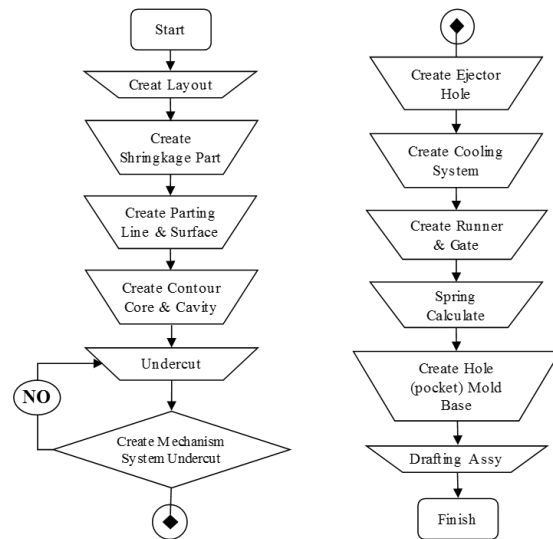 Start
Creat Layout
Create
Shringkage Part
Create Parting
Line & Surface
Create Contour
Core & Cavity
Undercut
NO
Create Mechanism
System Undercut
Create Ejector
Hole
Create Cooling
System
Create Runner
& Gate
Spring
Calculate
Create Hole
(pocket) Mold
Base
Drafting Assy
Finish